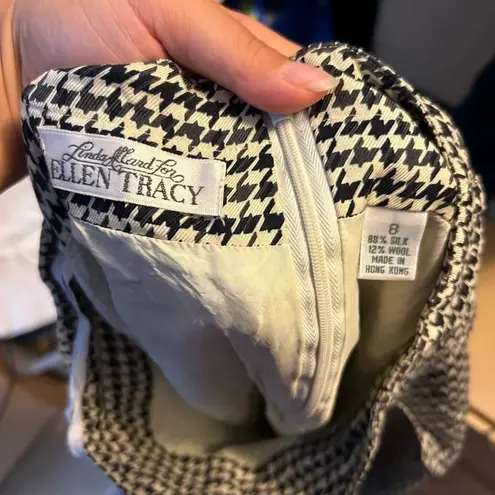 Linda Allard for
ELLEN TRACY
8
88% SILK
12% WOOL
MADE IN
HONG KONG